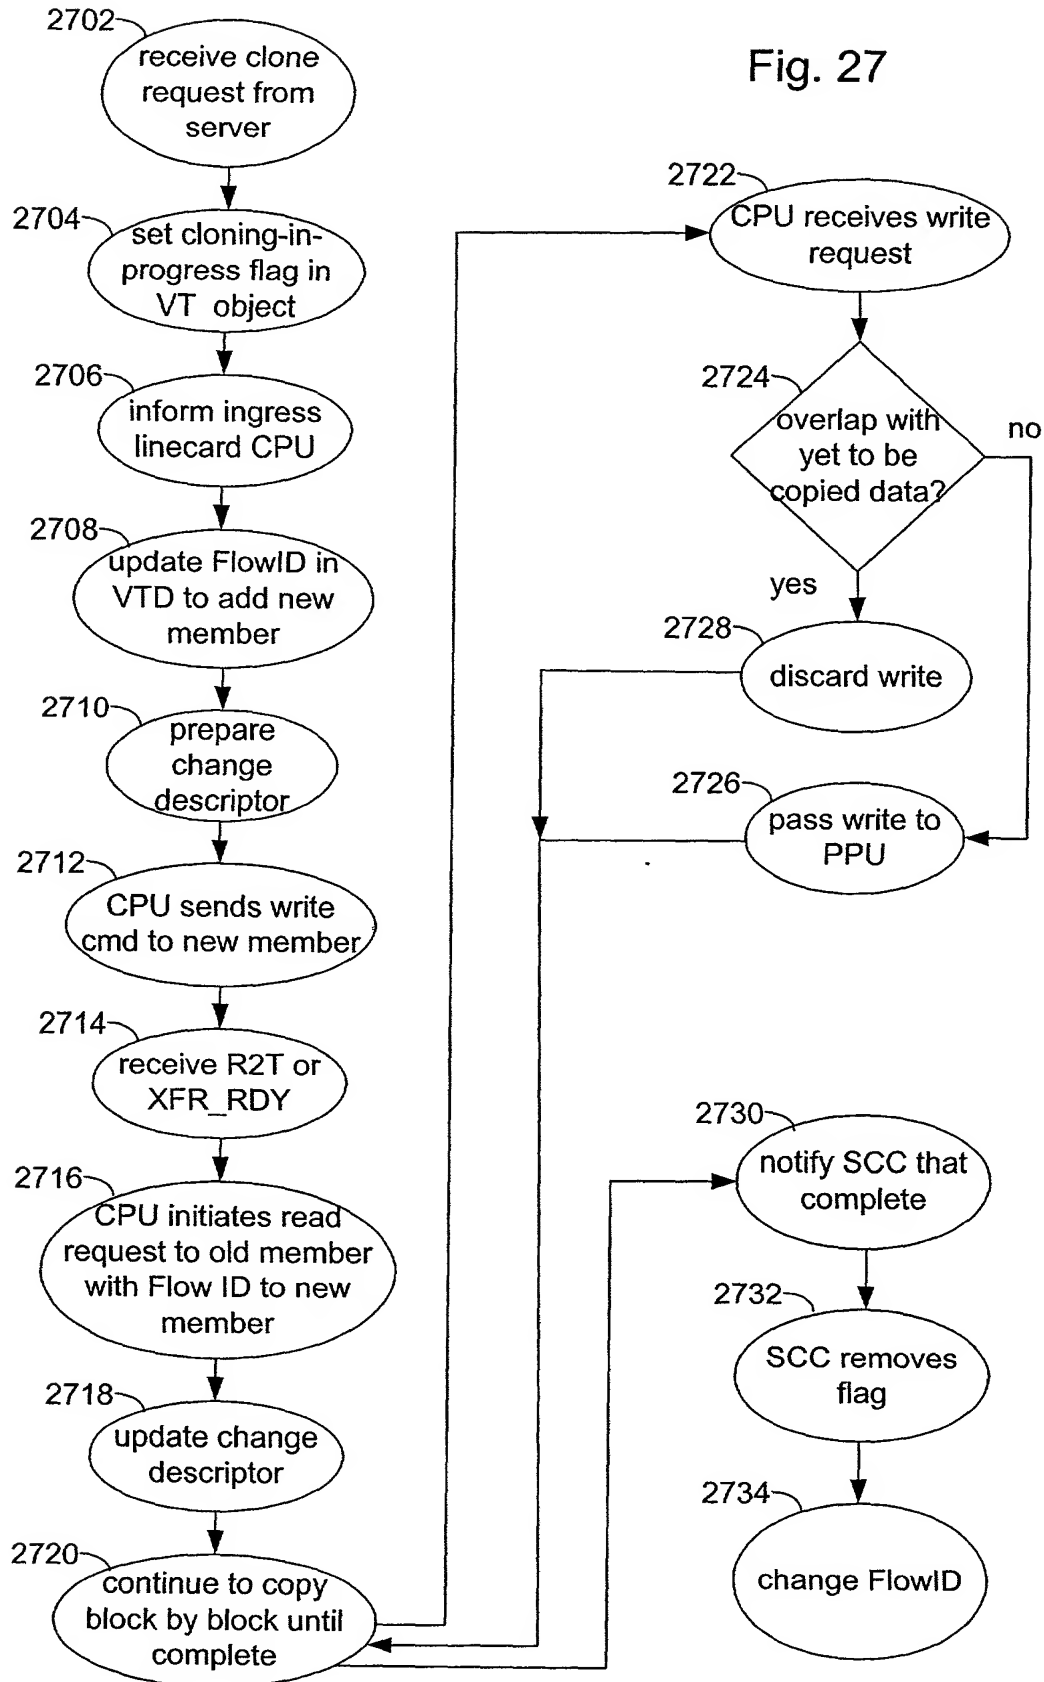 Fig. 27
2702
receive clone
request from
server
2704
set cloning-in-
progress flag in
VT object
2706
inform ingress
linecard CPU
2708
update FlowID in
VTD to add new
member
2710
prepare
change
descriptor
2712
CPU sends write
cmd to new member
2714
receive R2T or
XFR_RDY
2716
CPU initiates read
request to old member
with Flow ID to new
member
2718
update change
descriptor
2720
continue to copy
block by block until
complete
2722
CPU receives write
request
2724
overlap with
yet to be
copied data?
no
yes
2728
discard write
2726
pass write to
PPU
2730
notify SCC that
complete
2732
SCC removes
flag
2734
change FlowID